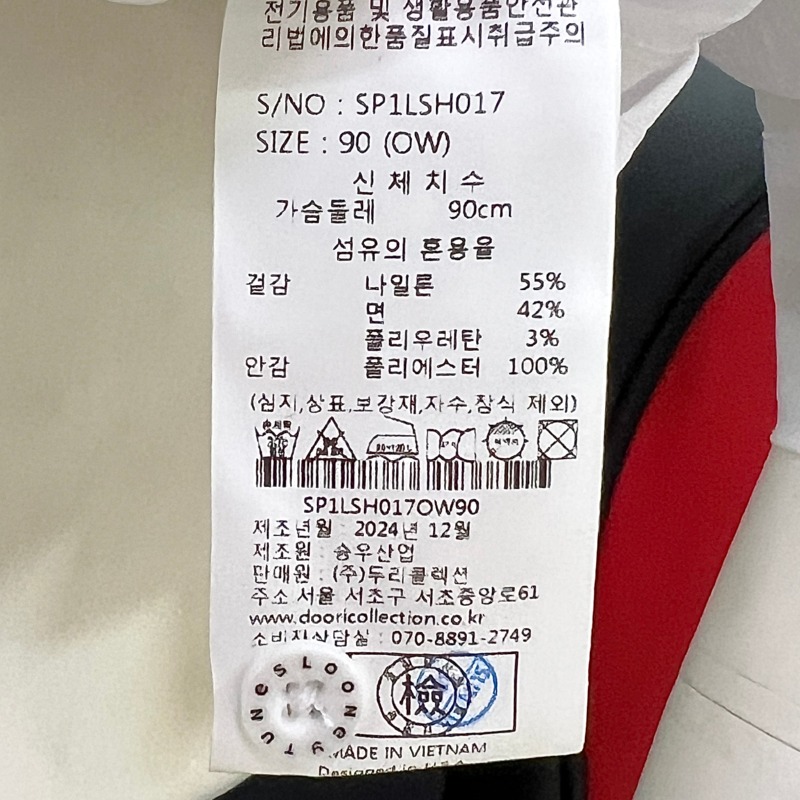 전기용품 및 생활용품안전관
리법에의한품질표시취급주의
S/NO : SP1LSH017
SIZE : 90 (OW)
신 체 치 수
가슴둘레 90cm
섬유의 혼용율
겉감 나일론 55%
면 42%
폴리우레탄 3%
안감 폴리에스터 100%
(심지,상표,보강재,자수,장식 제외)
SP1LSH017OW90
제조년월 : 2024년 12월
제조원 : 승우산업
판매원 : (주)두리콜렉션
주소 서울 서초구 서초중앙로61
www.dooricollection.co.kr
소비자상담실 : 070-8891-2749
檢
MADE IN VIETNAM
Designed in